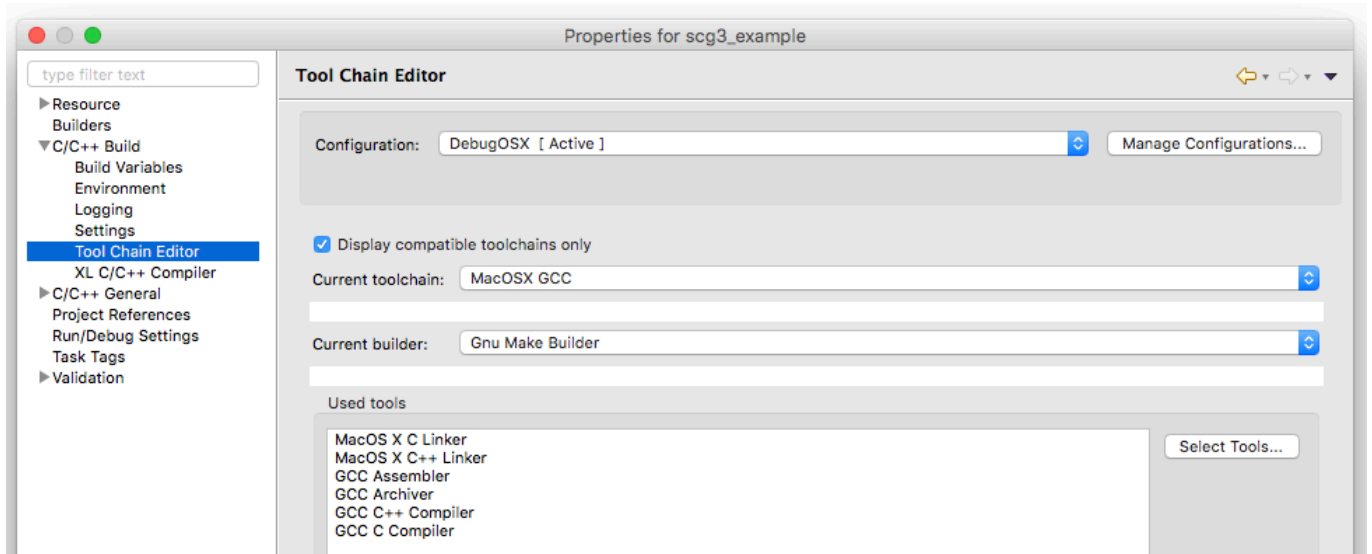 Properties for scg3_example
type filter text
Resource
Builders
C/C++ Build
Build Variables
Environment
Logging
Settings
Tool Chain Editor
XL C/C++ Compiler
C/C++ General
Project References
Run/Debug Settings
Task Tags
Validation
Tool Chain Editor
Configuration: DebugOSX [ Active ] Manage Configurations...
Display compatible toolchains only
Current toolchain: MacOSX GCC
Current builder: Gnu Make Builder
Used tools
MacOS X C Linker
MacOS X C++ Linker
GCC Assembler
GCC Archiver
GCC C++ Compiler
GCC C Compiler
Select Tools...